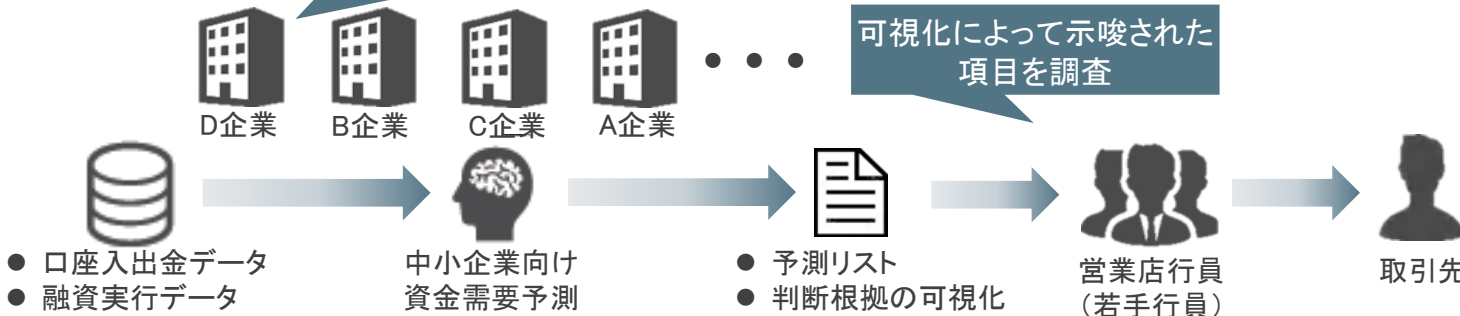 可視化によって示唆された
項目を調査
D企業
B企業
C企業
A企業
● 口座入出金データ
● 融資実行データ
中小企業向け
資金需要予測
● 予測リスト
● 判断根拠の可視化
営業店行員
（若手行員）
取引先